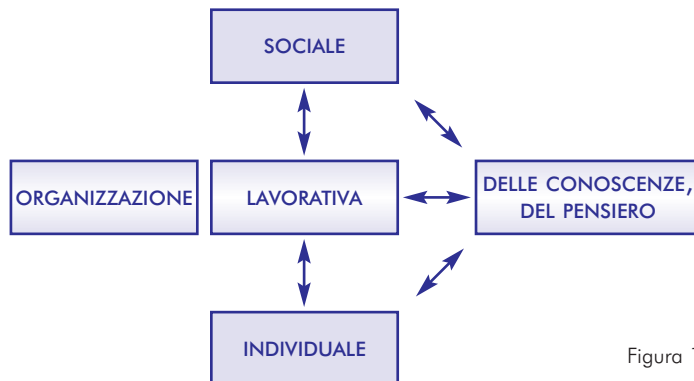 SOCIALE
ORGANIZZAZIONE
LAVORATIVA
DELLE CONOSCENZE,
DEL PENSIERO
INDIVIDUALE
Figura